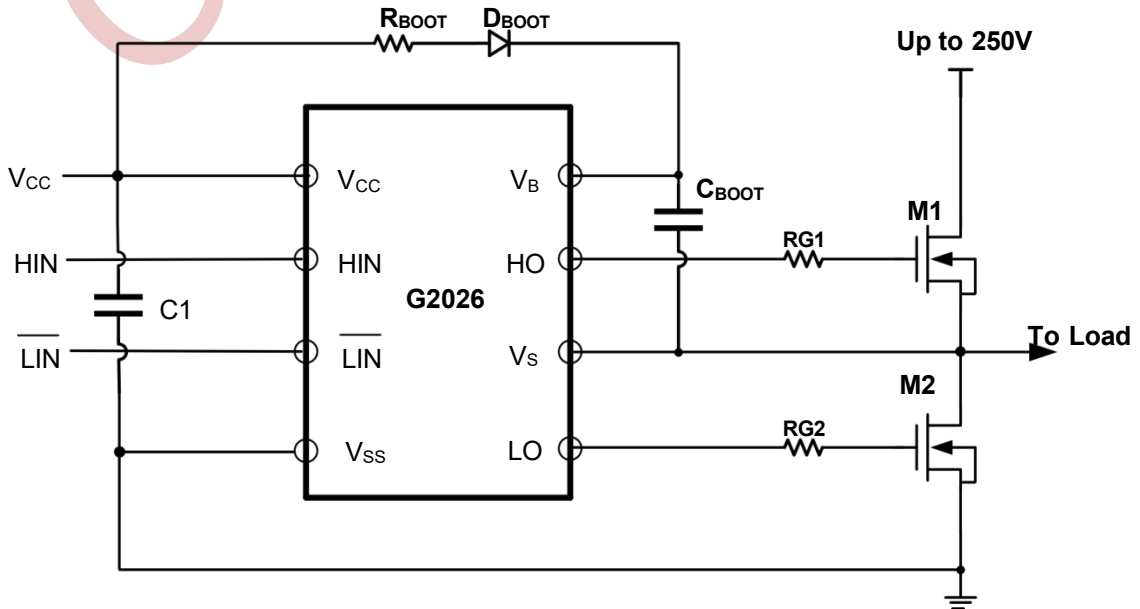 RBOOT DBOOT
Up to 250V
VCC VCC VB CBOOT
M1
HIN HIN HO RG1
C1 G2026
LIN LIN VS To Load
M2
VSS LO RG2